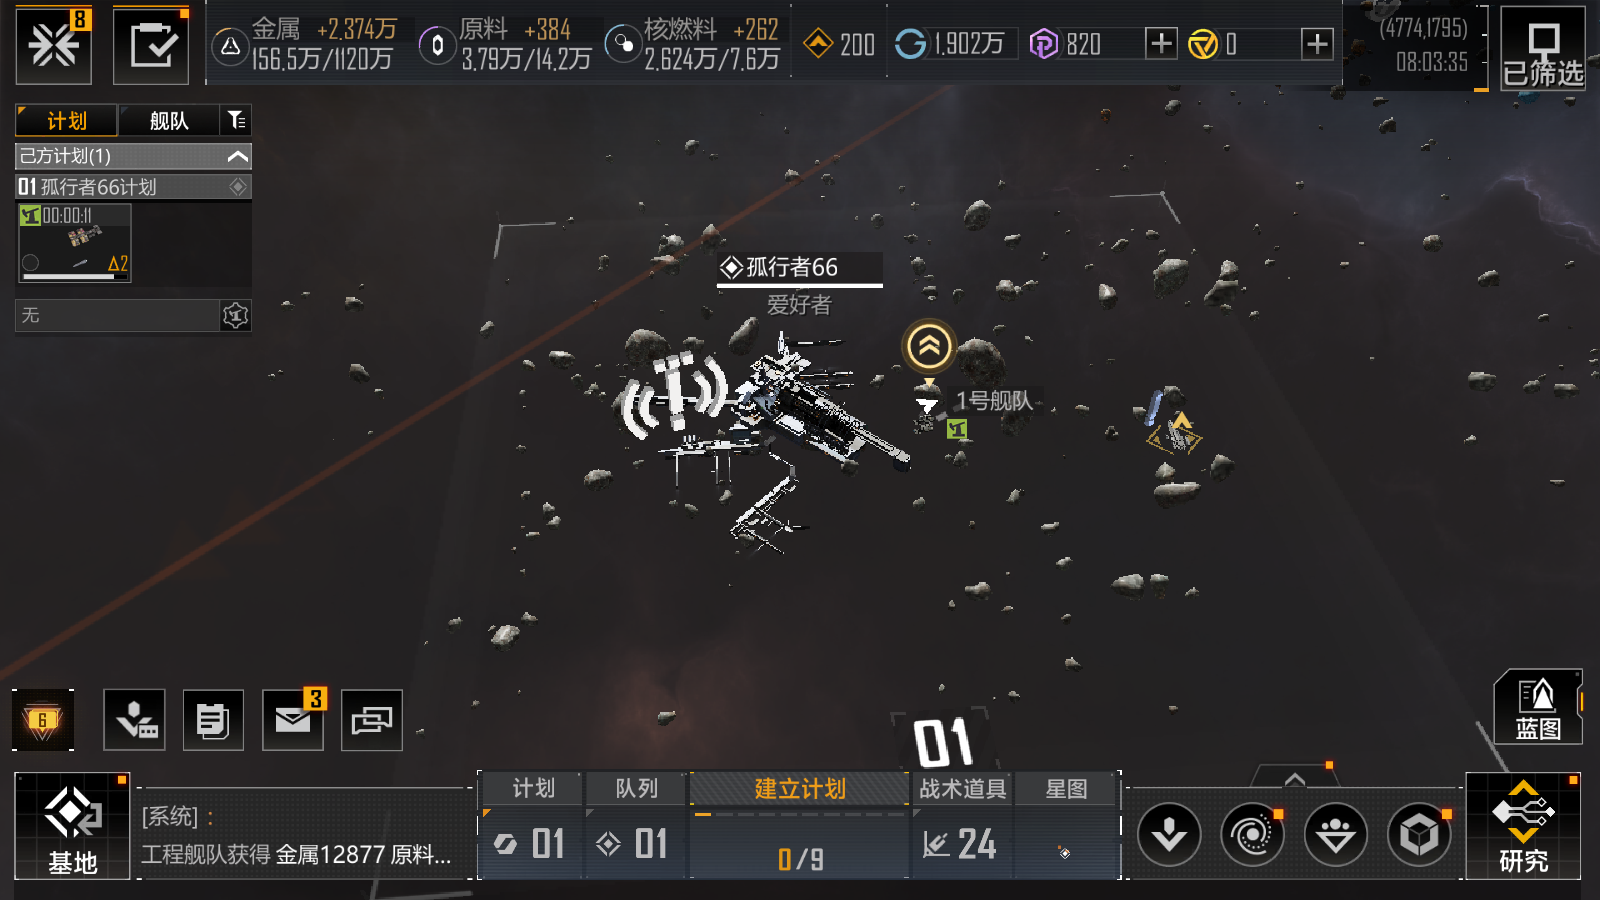 8
金属 +2.374万
156.5万/1120万
原料 +384
3.79万/14.2万
核燃料 +262
2.624万/7.6万
200
1.902万
820
0
(4774,1795)
08:03:35
已筛选
计划
舰队
己方计划(1)
01 孤行者66计划
00:00:11
2
无
孤行者66
爱好者
1号舰队
6
3
蓝图
01
基地
[系统]：
工程舰队获得 金属12877 原料...
计划
01
队列
01
建立计划
0/9
战术道具
24
星图
研究